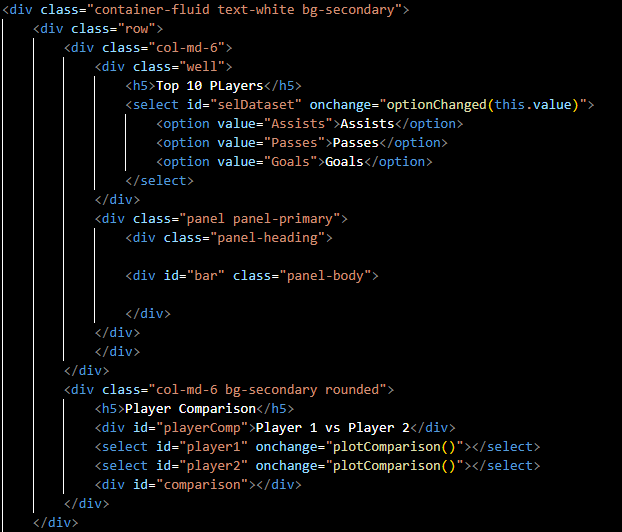 <div class="container-fluid text-white bg-secondary">
    <div class="row">
        <div class="col-md-6">
            <div class="well">
                <h5>Top 10 PLayers</h5>
                <select id="selDataset" onchange="optionChanged(this.value)">
                    <option value="Assists">Assists</option>
                    <option value="Passes">Passes</option>
                    <option value="Goals">Goals</option>
                </select>
            </div>
            <div class="panel panel-primary">
                <div class="panel-heading">
                <div id="bar" class="panel-body">
                </div>
            </div>
            </div>
        </div>
        <div class="col-md-6 bg-secondary rounded">
            <h5>Player Comparison</h5>
            <div id="playerComp">Player 1 vs Player 2</div>
            <select id="player1" onchange="plotComparison()"></select>
            <select id="player2" onchange="plotComparison()"></select>
            <div id="comparison"></div>
        </div>
    </div>